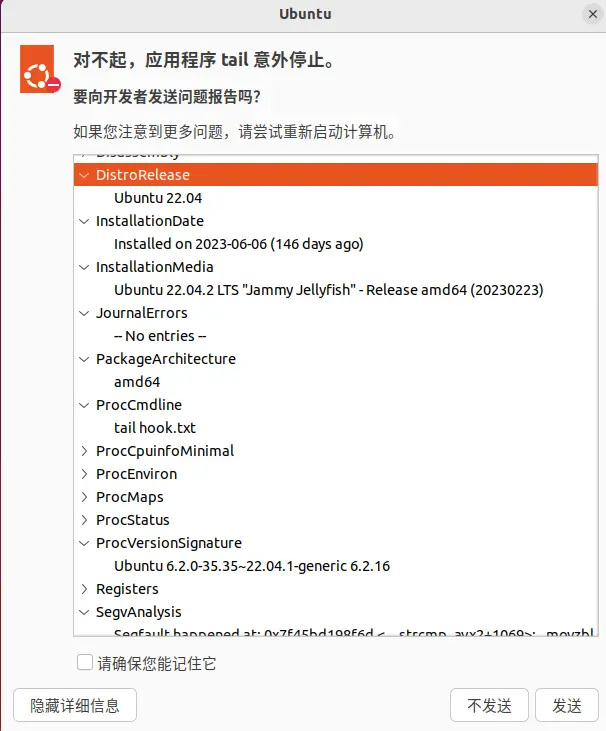 Ubuntu
对不起，应用程序 tail 意外停止。
要向开发者发送问题报告吗？
如果您注意到更多问题，请尝试重新启动计算机。
Disassembly
DistroRelease
Ubuntu 22.04
InstallationDate
Installed on 2023-06-06 (146 days ago)
InstallationMedia
Ubuntu 22.04.2 LTS "Jammy Jellyfish" - Release amd64 (20230223)
JournalErrors
-- No entries --
PackageArchitecture
amd64
ProcCmdline
tail hook.txt
ProcCpuinfoMinimal
ProcEnviron
ProcMaps
ProcStatus
ProcVersionSignature
Ubuntu 6.2.0-35.35~22.04.1-generic 6.2.16
Registers
SegvAnalysis
Segfault happened at: 0x7f45bd198f6d <__strcmp_avx2+1069>: movzbl
请确保您能记住它
隐藏详细信息
不发送
发送